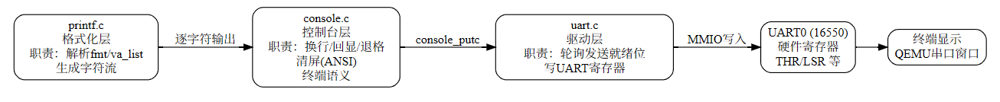 printf.c
格式化层
职责：解析fmt/va_list
生成字符流
逐字符输出
console.c
控制台层
职责：换行/回显/退格
清屏(ANSI)
终端语义
console_putc
uart.c
驱动层
职责：轮询发送就绪位
写UART寄存器
MMIO写入
UART0 (16550)
硬件寄存器
THR/LSR 等
终端显示
QEMU串口窗口